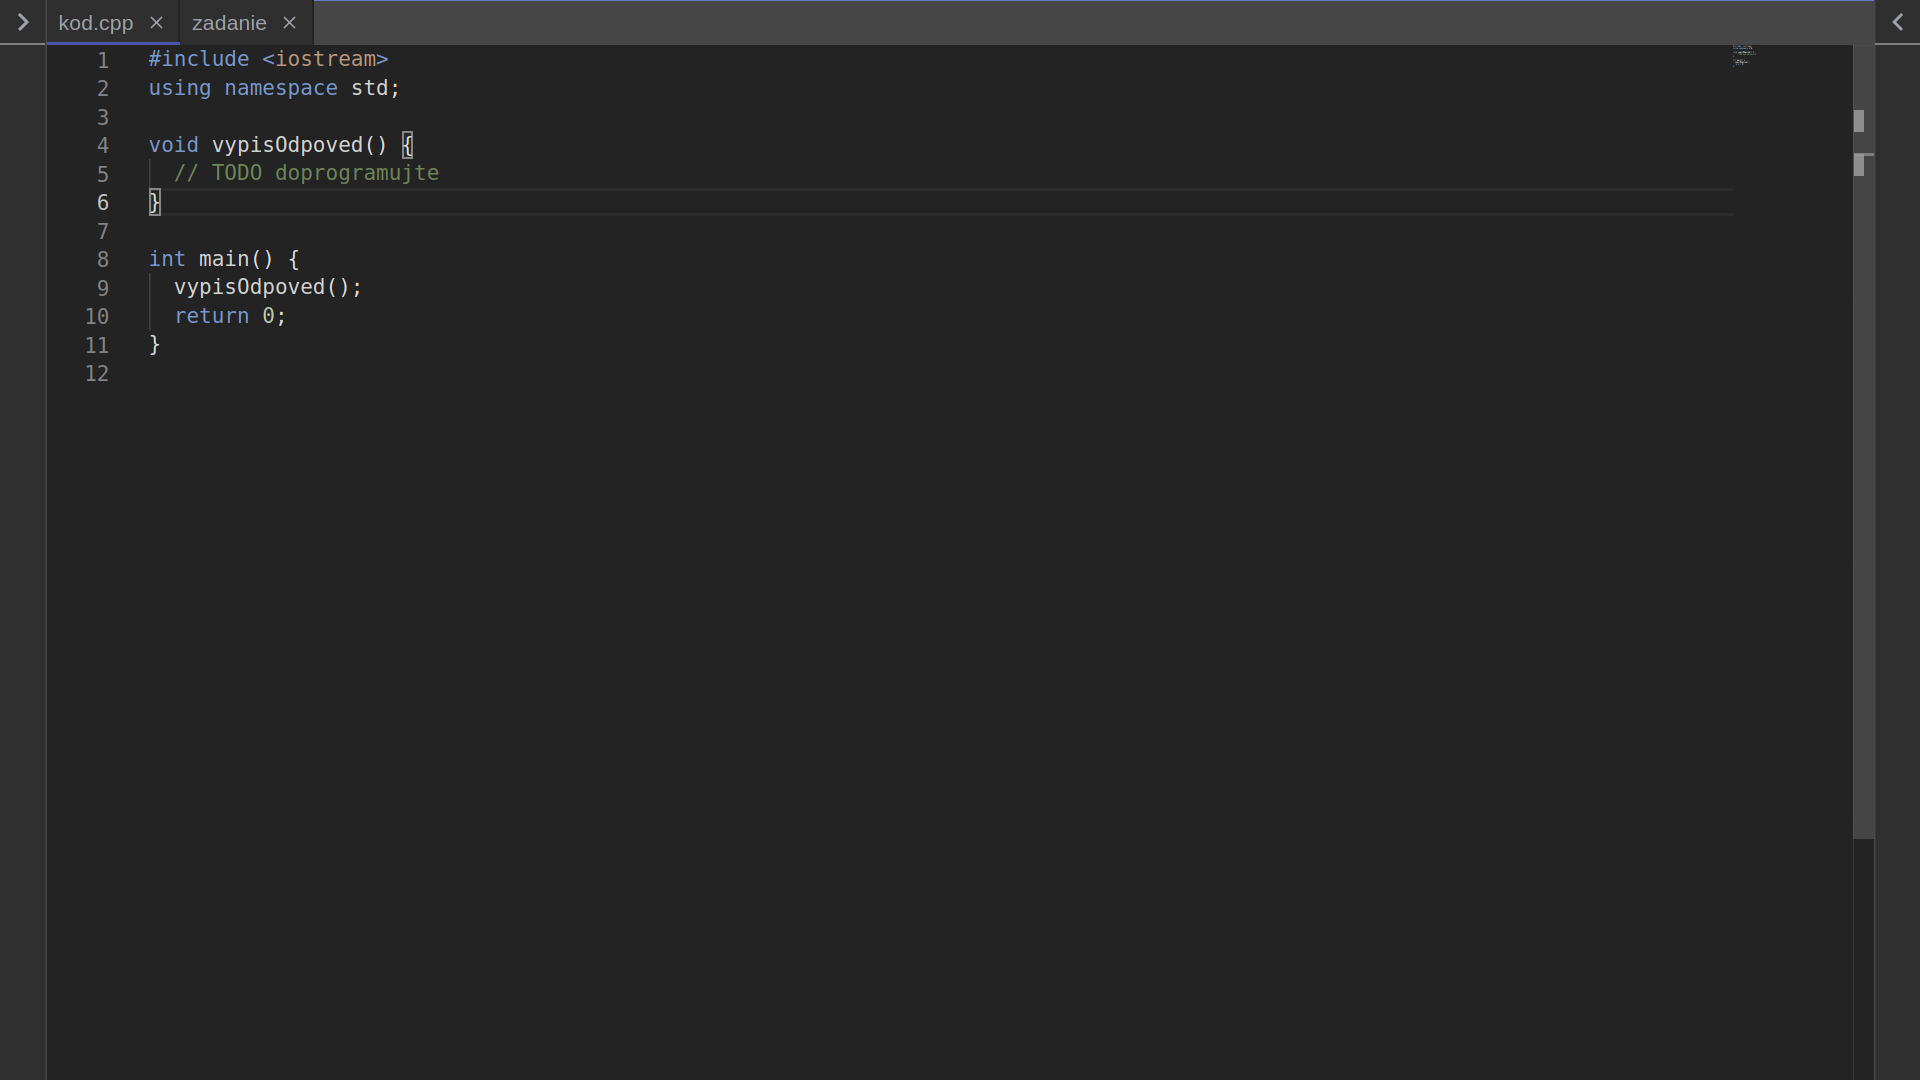 kod.cpp zadanie
1 #include <iostream>
2 using namespace std;
3
4 void vypisOdpoved() {
5 // TODO doprogramujte
6 }
7
8 int main() {
9 vypisOdpoved();
10 return 0;
11 }
12